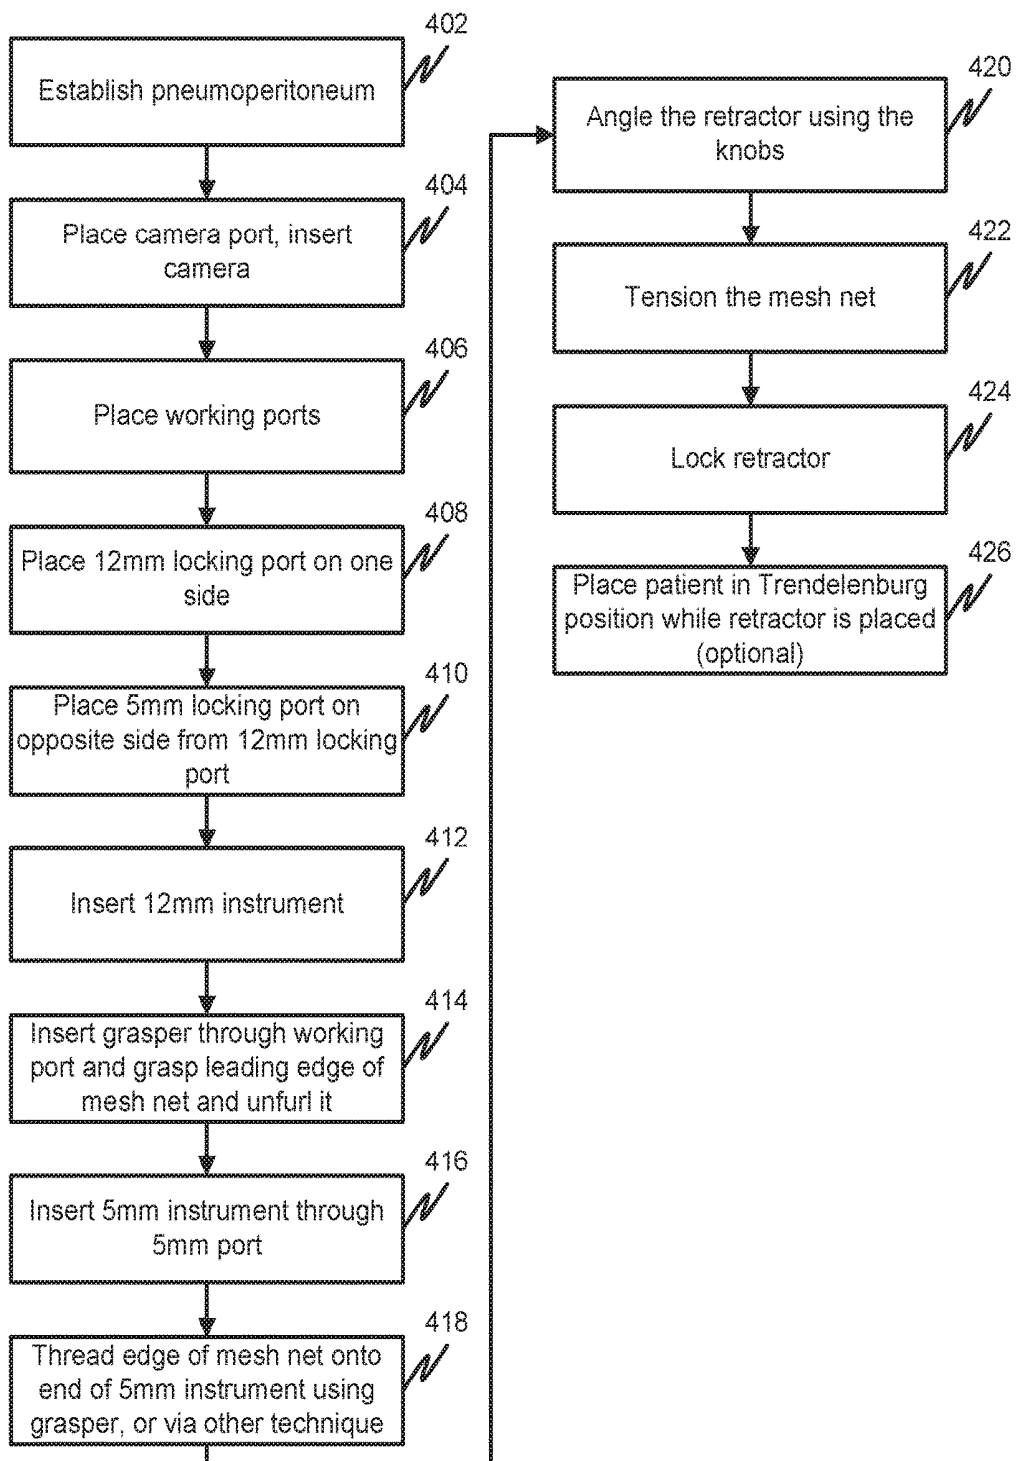 402
Establish pneumoperitoneum
404
Place camera port, insert
camera
406
Place working ports
408
Place 12mm locking port on one
side
410
Place 5mm locking port on
opposite side from 12mm locking
port
412
Insert 12mm instrument
414
Insert grasper through working
port and grasp leading edge of
mesh net and unfurl it
416
Insert 5mm instrument through
5mm port
418
Thread edge of mesh net onto
end of 5mm instrument using
grasper, or via other technique
420
Angle the retractor using the
knobs
422
Tension the mesh net
424
Lock retractor
426
Place patient in Trendelenburg
position while retractor is placed
(optional)